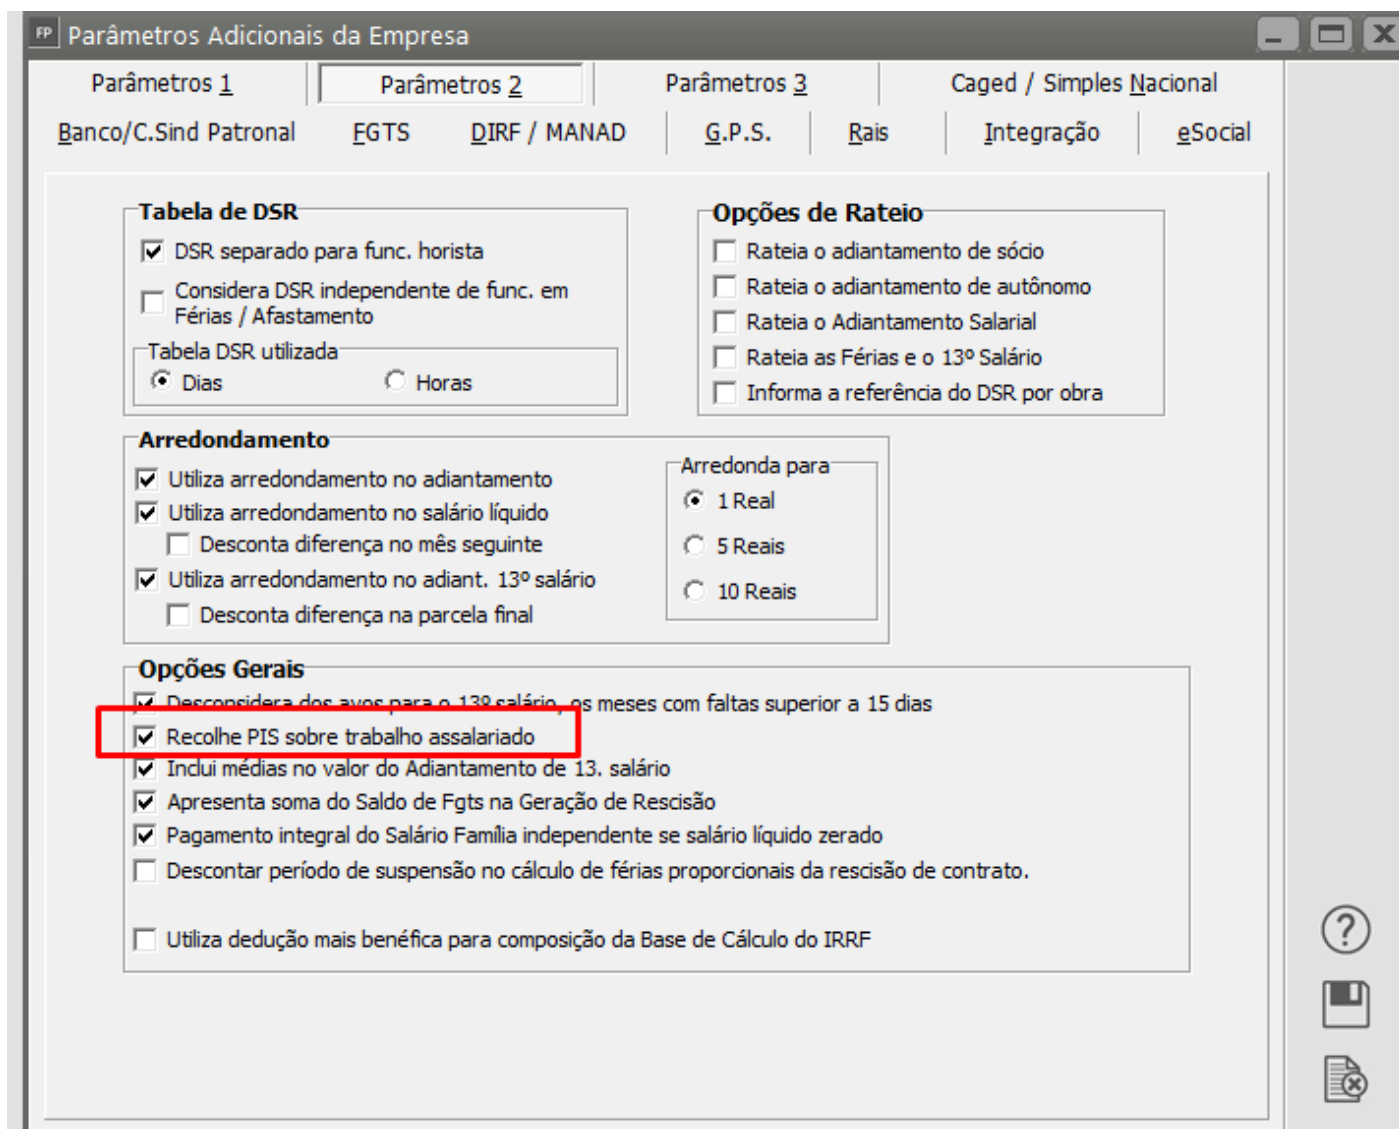 FP Parâmetros Adicionais da Empresa
Parâmetros 1 Parâmetros 2 Parâmetros 3 Caged / Simples Nacional
Banco/C.Sind Patronal FGTS DIRF / MANAD G.P.S. Rais Integração eSocial
Tabela de DSR
DSR separado para func. horista
Considera DSR independente de func. em
Férias / Afastamento
Tabela DSR utilizada
Dias Horas
Opções de Rateio
Rateia o adiantamento de sócio
Rateia o adiantamento de autônomo
Rateia o Adiantamento Salarial
Rateia as Férias e o 13º Salário
Informa a referência do DSR por obra
Arredondamento
Utiliza arredondamento no adiantamento
Utiliza arredondamento no salário líquido
Desconta diferença no mês seguinte
Utiliza arredondamento no adiant. 13º salário
Desconta diferença na parcela final
Arredonda para
1 Real
5 Reais
10 Reais
Opções Gerais
Desconsidera dos avos para o 13º salário, os meses com faltas superior a 15 dias
Recolhe PIS sobre trabalho assalariado
Inclui médias no valor do Adiantamento de 13. salário
Apresenta soma do Saldo de Fgts na Geração de Rescisão
Pagamento integral do Salário Família independente se salário líquido zerado
Descontar período de suspensão no cálculo de férias proporcionais da rescisão de contrato.
Utiliza dedução mais benéfica para composição da Base de Cálculo do IRRF